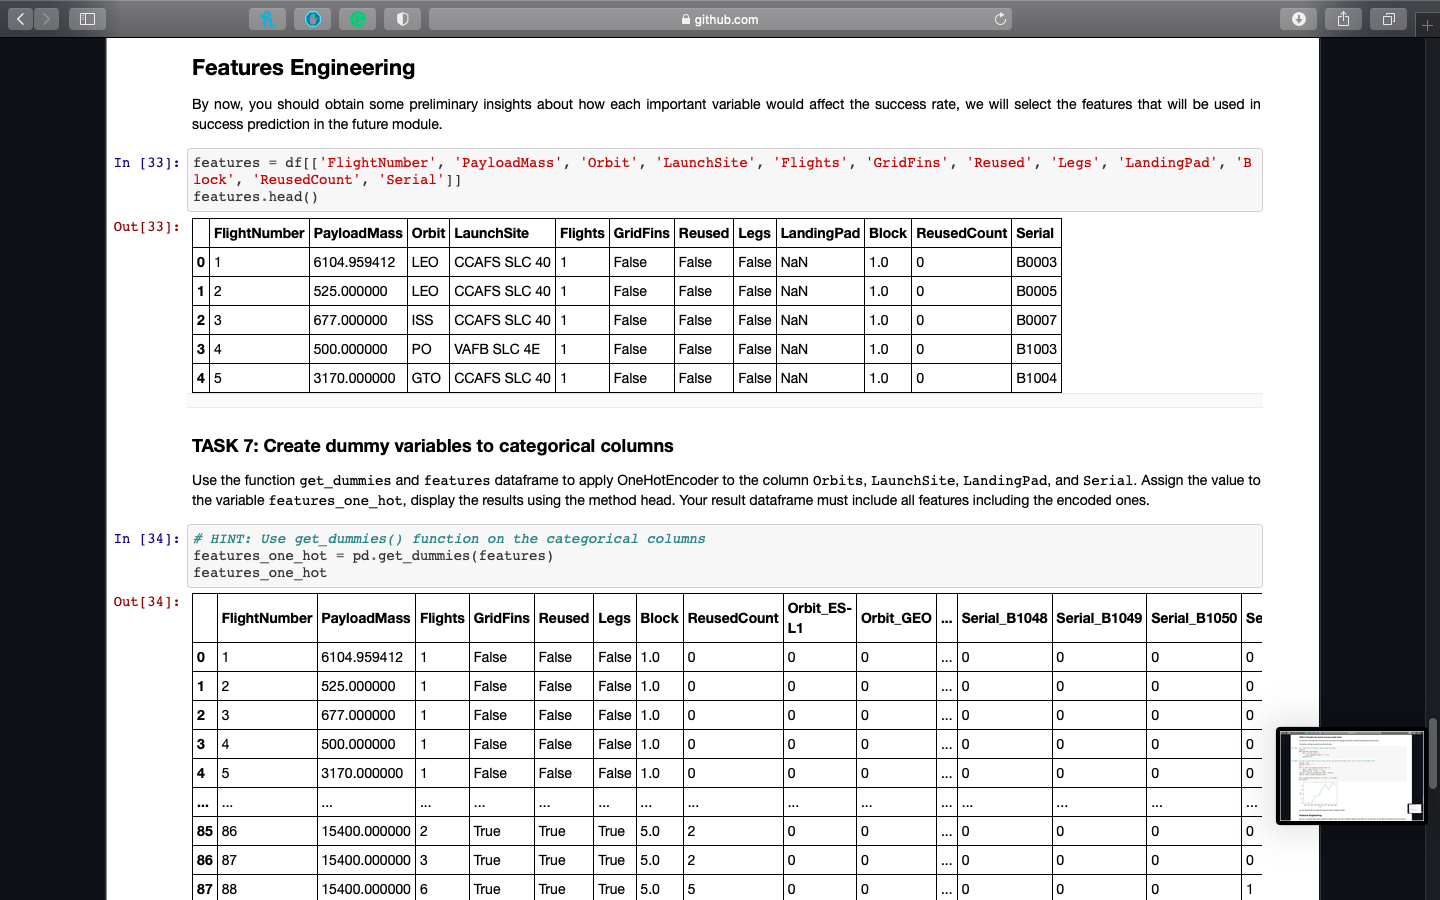 github.com
Features Engineering
By now, you should obtain some preliminary insights about how each important variable would affect the success rate, we will select the features that will be used in
success prediction in the future module.
In [33]: features = df[['FlightNumber', 'PayloadMass', 'Orbit', 'LaunchSite', 'Flights', 'GridFins', 'Reused', 'Legs', 'LandingPad', 'B
lock', 'ReusedCount', 'Serial']]
features.head()
Out[33]:
FlightNumber PayloadMass Orbit LaunchSite Flights GridFins Reused Legs LandingPad Block ReusedCount Serial
0 1 6104.959412 LEO CCAFS SLC 40 1 False False False NaN 1.0 0 B0003
1 2 525.000000 LEO CCAFS SLC 40 1 False False False NaN 1.0 0 B0005
2 3 677.000000 ISS CCAFS SLC 40 1 False False False NaN 1.0 0 B0007
3 4 500.000000 PO VAFB SLC 4E 1 False False False NaN 1.0 0 B1003
4 5 3170.000000 GTO CCAFS SLC 40 1 False False False NaN 1.0 0 B1004
TASK 7: Create dummy variables to categorical columns
Use the function get_dummies and features dataframe to apply OneHotEncoder to the column Orbits, LaunchSite, LandingPad, and Serial. Assign the value to
the variable features_one_hot, display the results using the method head. Your result dataframe must include all features including the encoded ones.
In [34]: # HINT: Use get_dummies() function on the categorical columns
features_one_hot = pd.get_dummies(features)
features_one_hot
Out[34]:
FlightNumber PayloadMass Flights GridFins Reused Legs Block ReusedCount Orbit_ES-L1 Orbit_GEO ... Serial_B1048 Serial_B1049 Serial_B1050 Se
0 1 6104.959412 1 False False False 1.0 0 0 0 ... 0 0 0 0
1 2 525.000000 1 False False False 1.0 0 0 0 ... 0 0 0 0
2 3 677.000000 1 False False False 1.0 0 0 0 ... 0 0 0 0
3 4 500.000000 1 False False False 1.0 0 0 0 ... 0 0 0 0
4 5 3170.000000 1 False False False 1.0 0 0 0 ... 0 0 0 0
... ... ... ... ... ... ... ... ... ... ... ... ... ... ... ...
85 86 15400.000000 2 True True True 5.0 2 0 0 ... 0 0 0 0
86 87 15400.000000 3 True True True 5.0 2 0 0 ... 0 0 0 0
87 88 15400.000000 6 True True True 5.0 5 0 0 ... 0 0 0 1